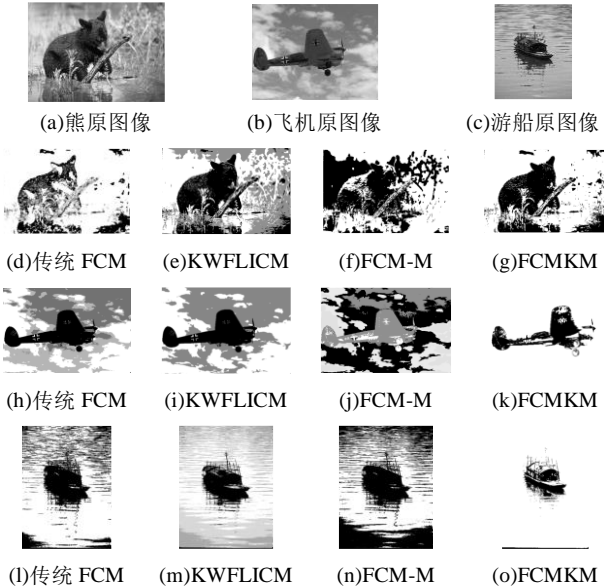 (a)熊原图像 (b)飞机原图像 (c)游船原图像
(d)传统 FCM (e)KWFLICM (f)FCM-M (g)FCMKM
(h)传统 FCM (i)KWFLICM (j)FCM-M (k)FCMKM
(l)传统 FCM (m)KWFLICM (n)FCM-M (o)FCMKM